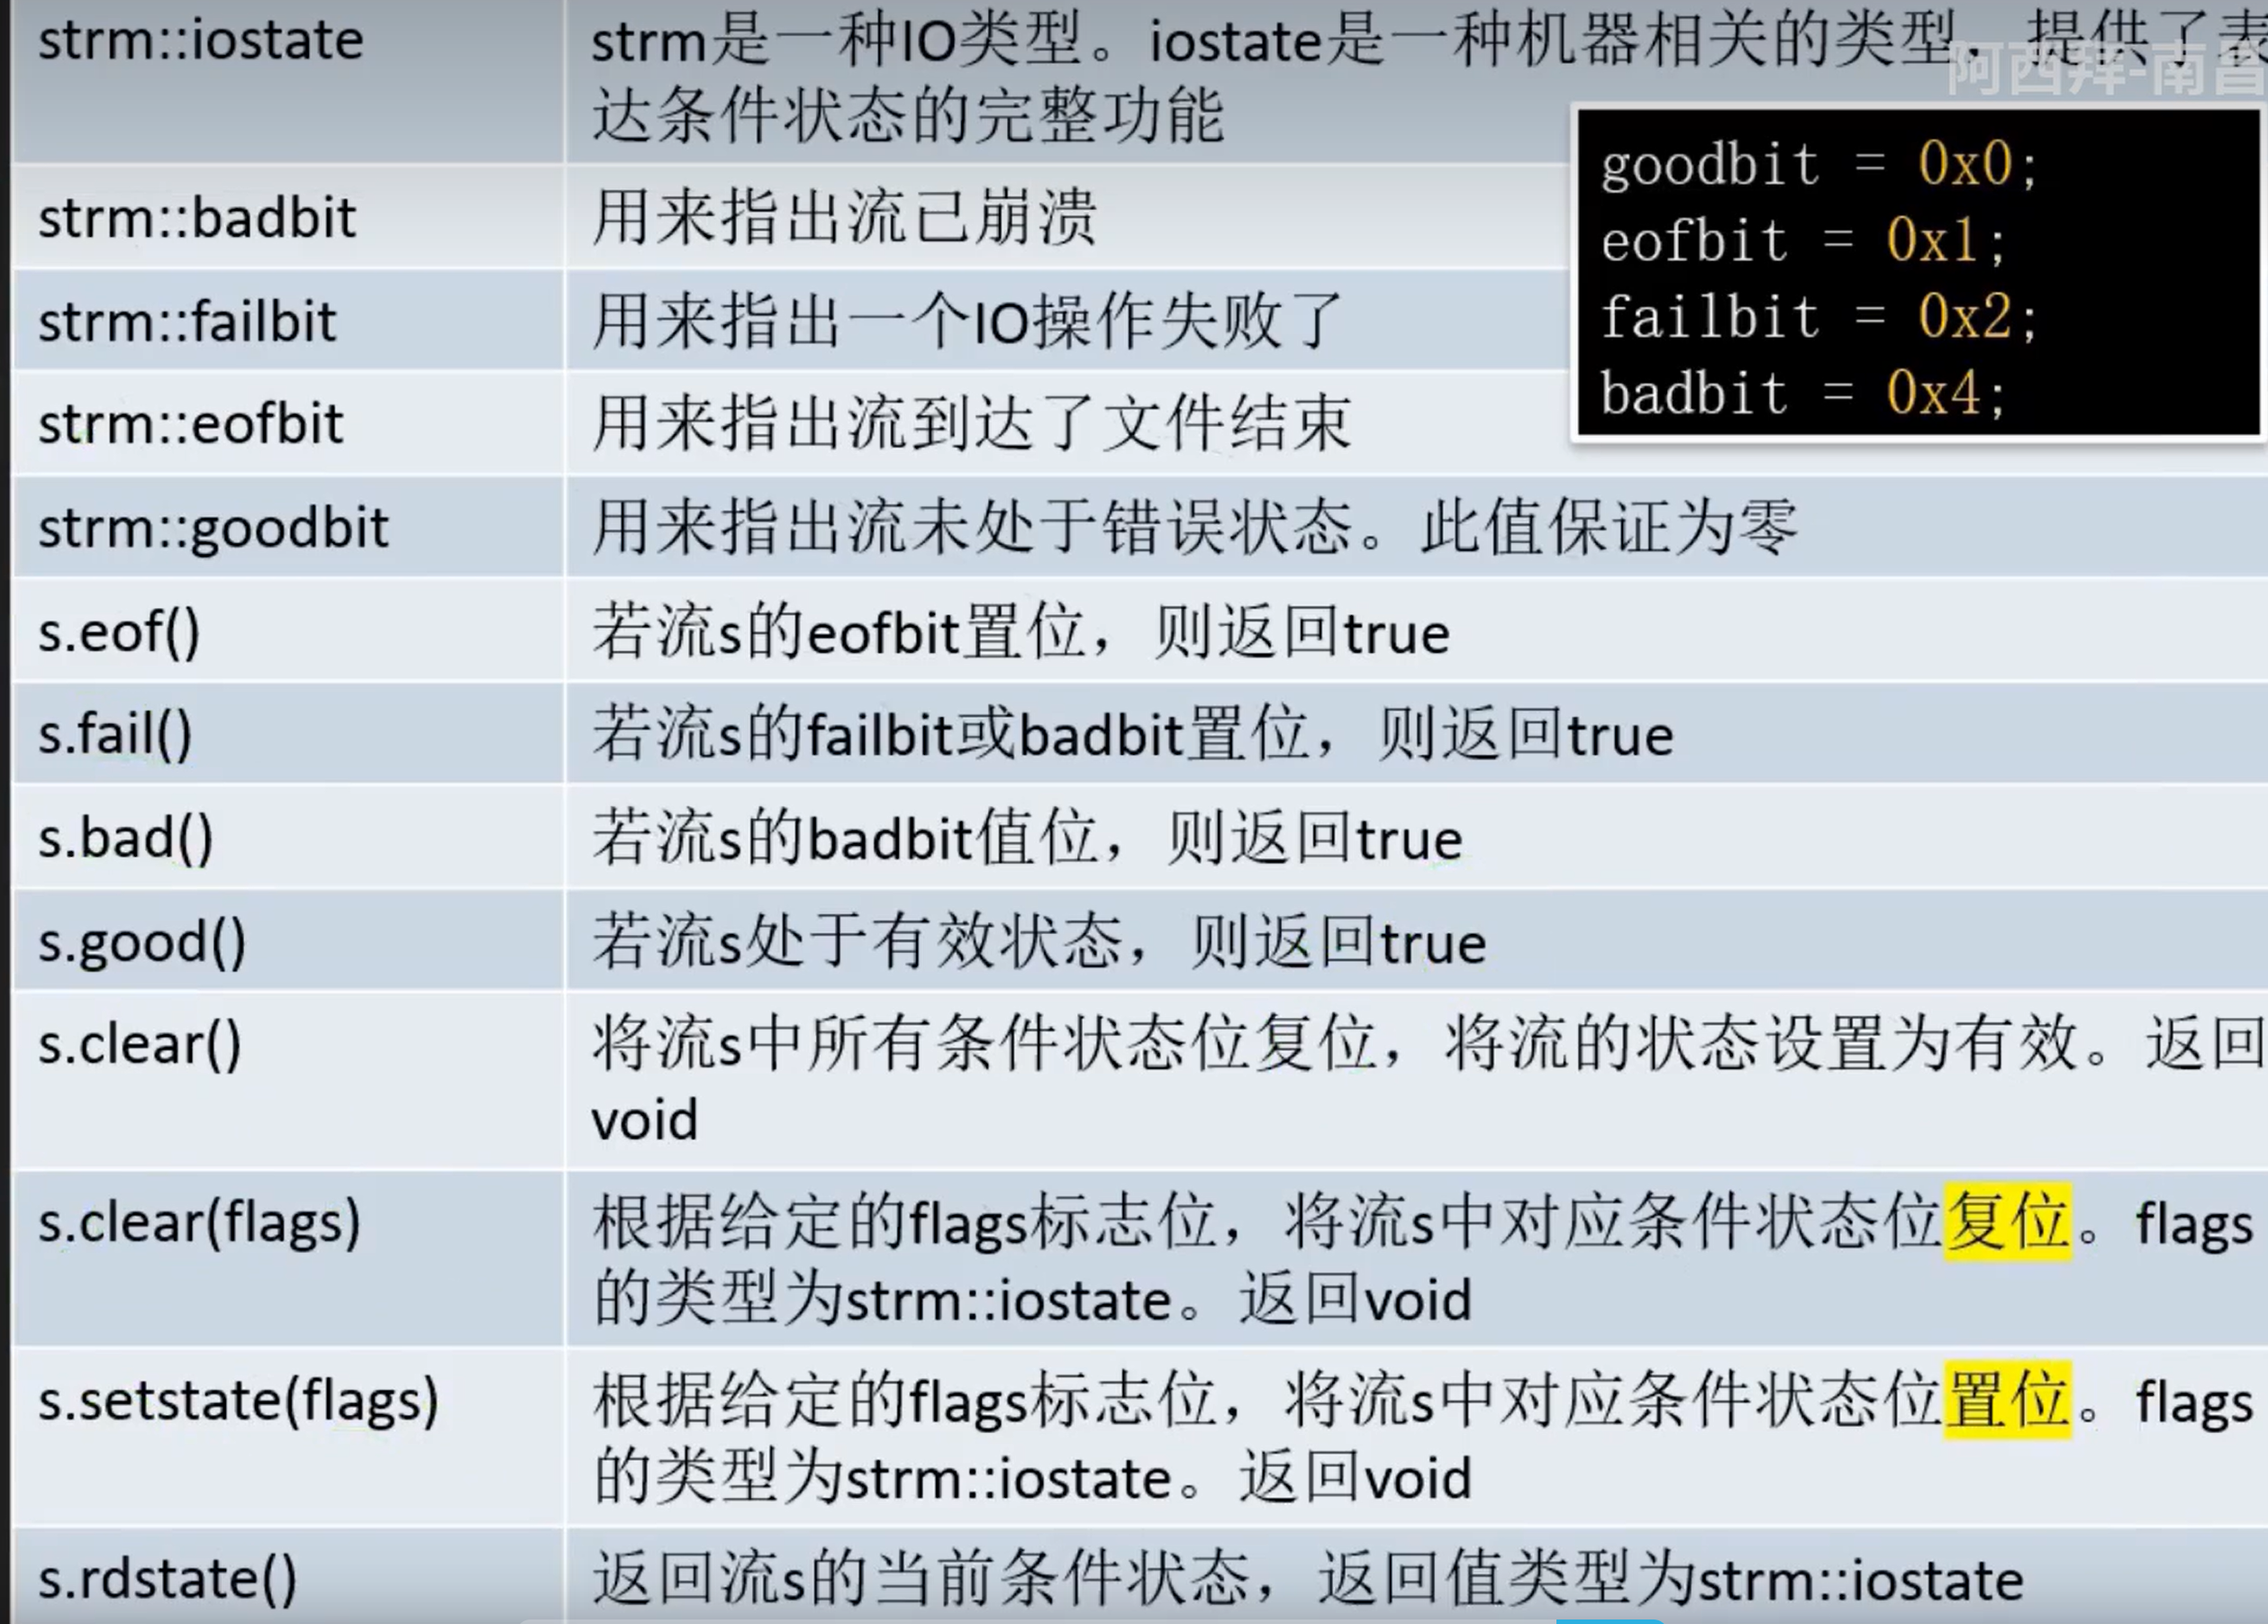 strm::iostate
strm是一种IO类型。iostate是一种机器相关的类型，提供了表
达条件状态的完整功能
阿西拜-南昌
goodbit = 0x0;
eofbit = 0x1;
failbit = 0x2;
badbit = 0x4;
strm::badbit
用来指出流已崩溃
strm::failbit
用来指出一个IO操作失败了
strm::eofbit
用来指出流到达了文件结束
strm::goodbit
用来指出流未处于错误状态。此值保证为零
s.eof()
若流s的eofbit置位，则返回true
s.fail()
若流s的failbit或badbit置位，则返回true
s.bad()
若流s的badbit值位，则返回true
s.good()
若流s处于有效状态，则返回true
s.clear()
将流s中所有条件状态位复位，将流的状态设置为有效。返回
void
s.clear(flags)
根据给定的flags标志位，将流s中对应条件状态位复位。flags
的类型为strm::iostate。返回void
s.setstate(flags)
根据给定的flags标志位，将流s中对应条件状态位置位。flags
的类型为strm::iostate。返回void
s.rdstate()
返回流s的当前条件状态，返回值类型为strm::iostate